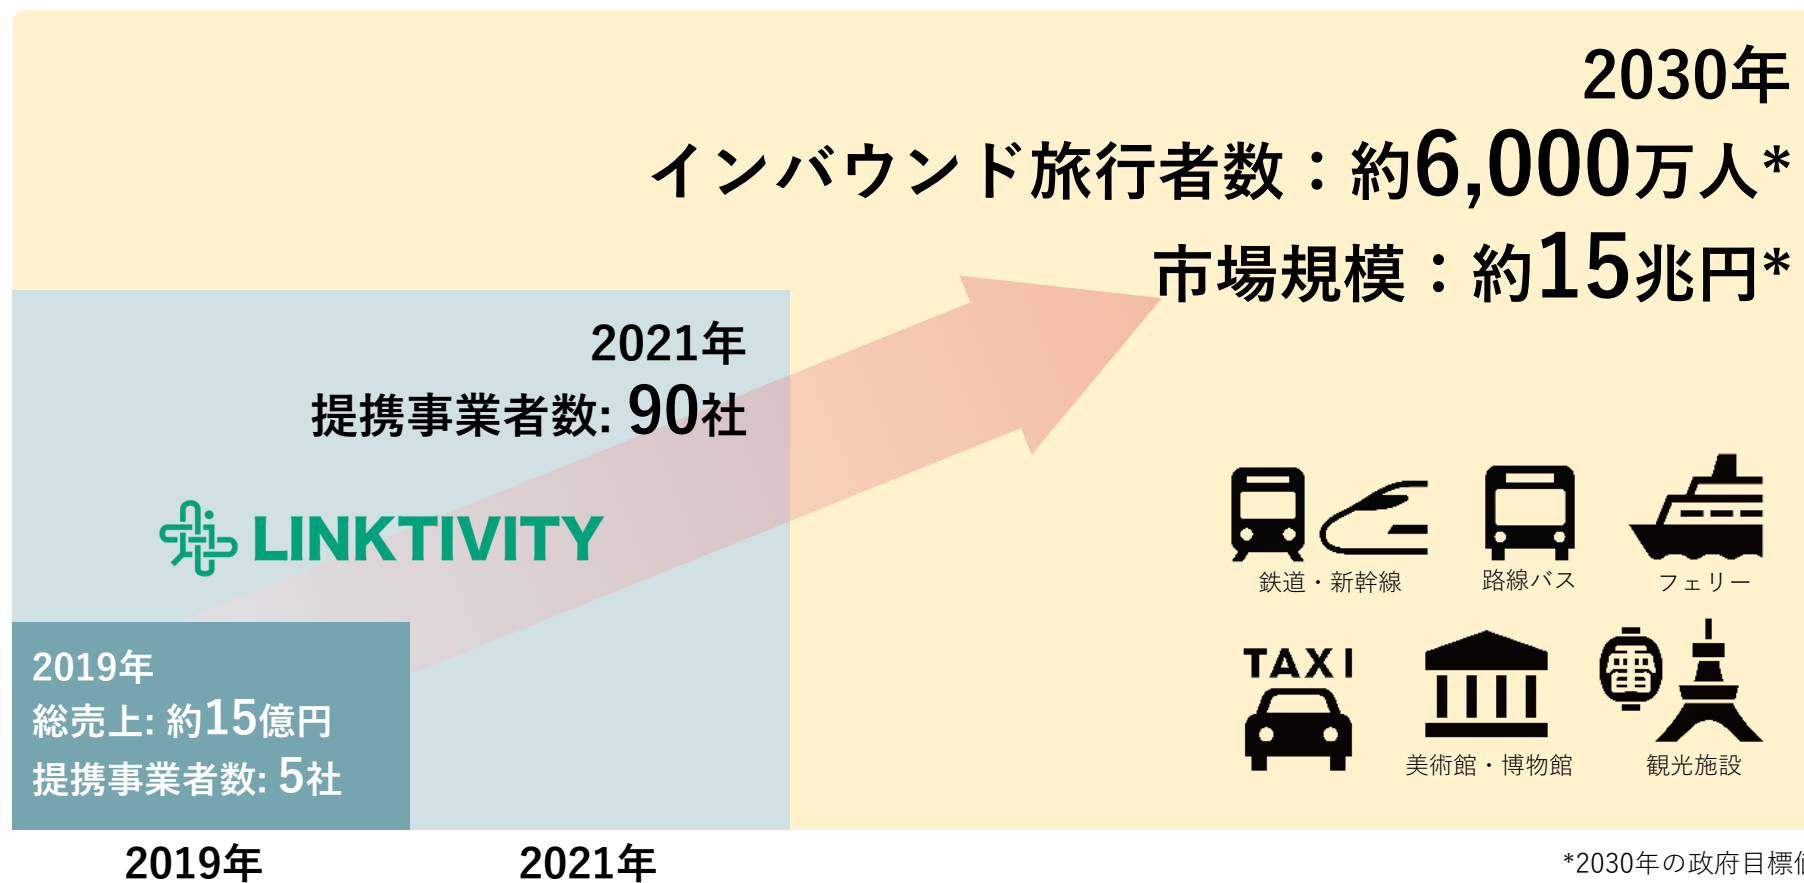 2030年
インバウンド旅行者数：約6,000万人*
市場規模：約15兆円*
2021年
提携事業者数: 90社
LINKTIVITY
鉄道・新幹線
路線バス
フェリー
TAXI
電
美術館・博物館
観光施設
2019年
総売上: 約15億円
提携事業者数: 5社
2019年
2021年
*2030年の政府目標値